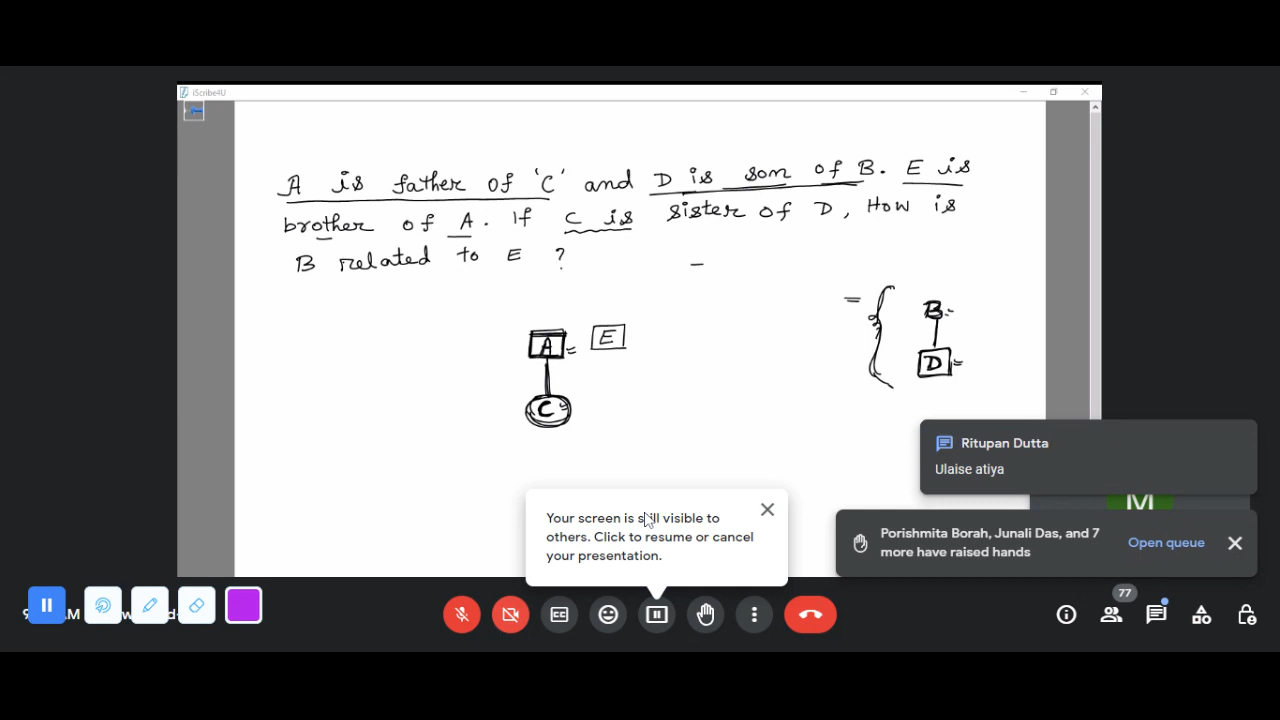 iScribe4U
A is father of 'C' and D is son of B. E is
brother of A. If C is sister of D, How is
B related to E ?
A
E
C
B
D
Ritupan Dutta
Ulaise atiya
M
Your screen is still visible to
others. Click to resume or cancel
your presentation.
Porishmita Borah, Junali Das, and 7
more have raised hands
Open queue
77